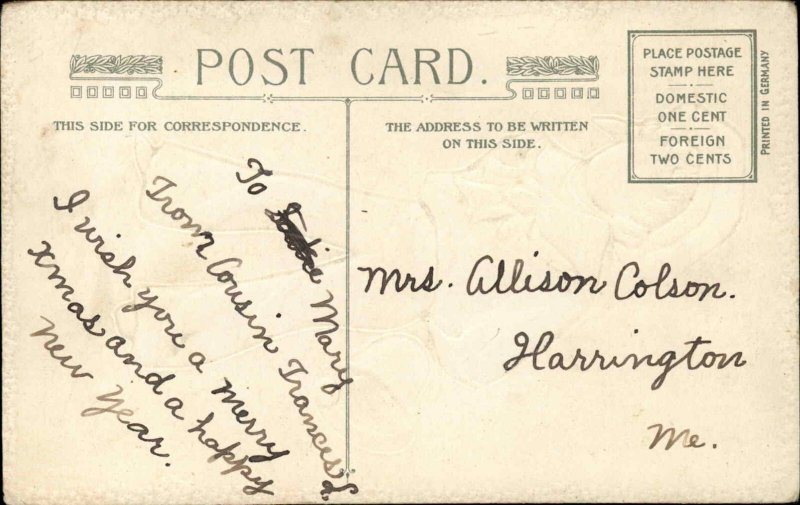 POST CARD.
THIS SIDE FOR CORRESPONDENCE.
THE ADDRESS TO BE WRITTEN
ON THIS SIDE.
PLACE POSTAGE
STAMP HERE
DOMESTIC
ONE CENT
FOREIGN
TWO CENTS
PRINTED IN GERMANY
To Mary
From Cousin Frances L
I wish you a merry
xmas and a happy
new year.
Mrs. Allison Colson.
Harrington
Me.